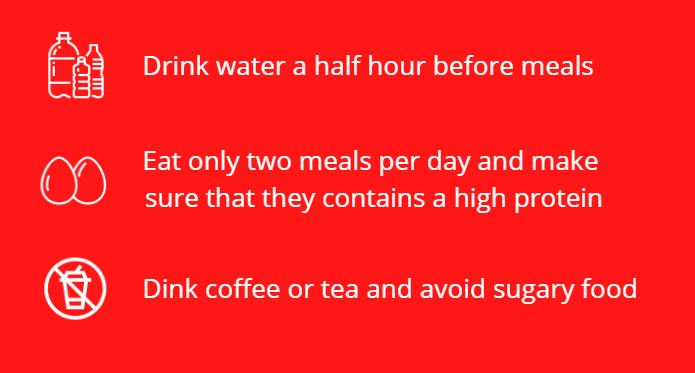 Drink water a half hour before meals
Eat only two meals per day and make
sure that they contains a high protein
Dink coffee or tea and avoid sugary food